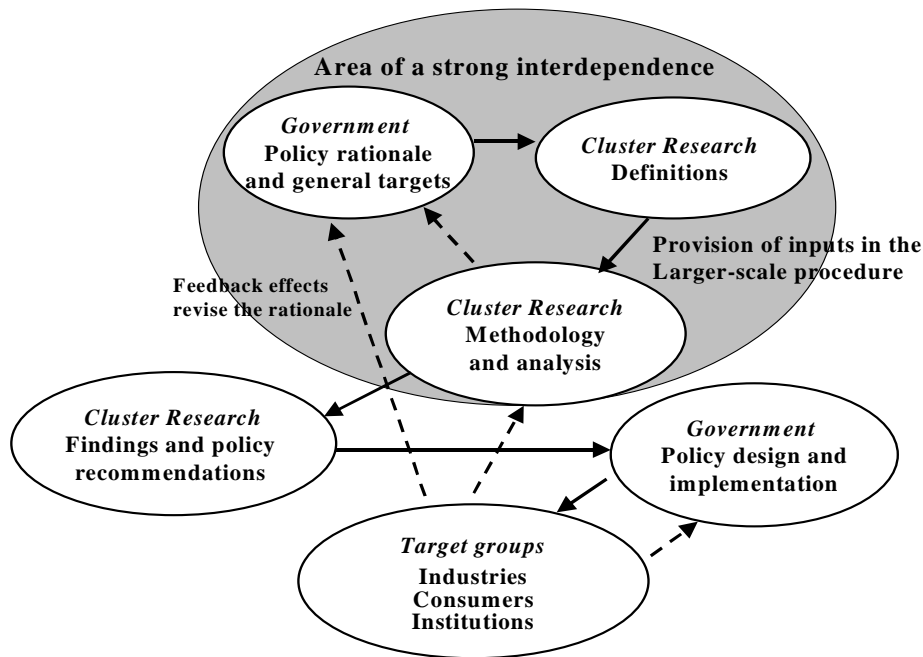 Area of a strong interdependence
Government
Policy rationale
and general targets
Cluster Research
Definitions
Provision of inputs in the
Larger-scale procedure
Feedback effects
revise the rationale
Cluster Research
Methodology
and analysis
Cluster Research
Findings and policy
recommendations
Government
Policy design and
implementation
Target groups
Industries
Consumers
Institutions